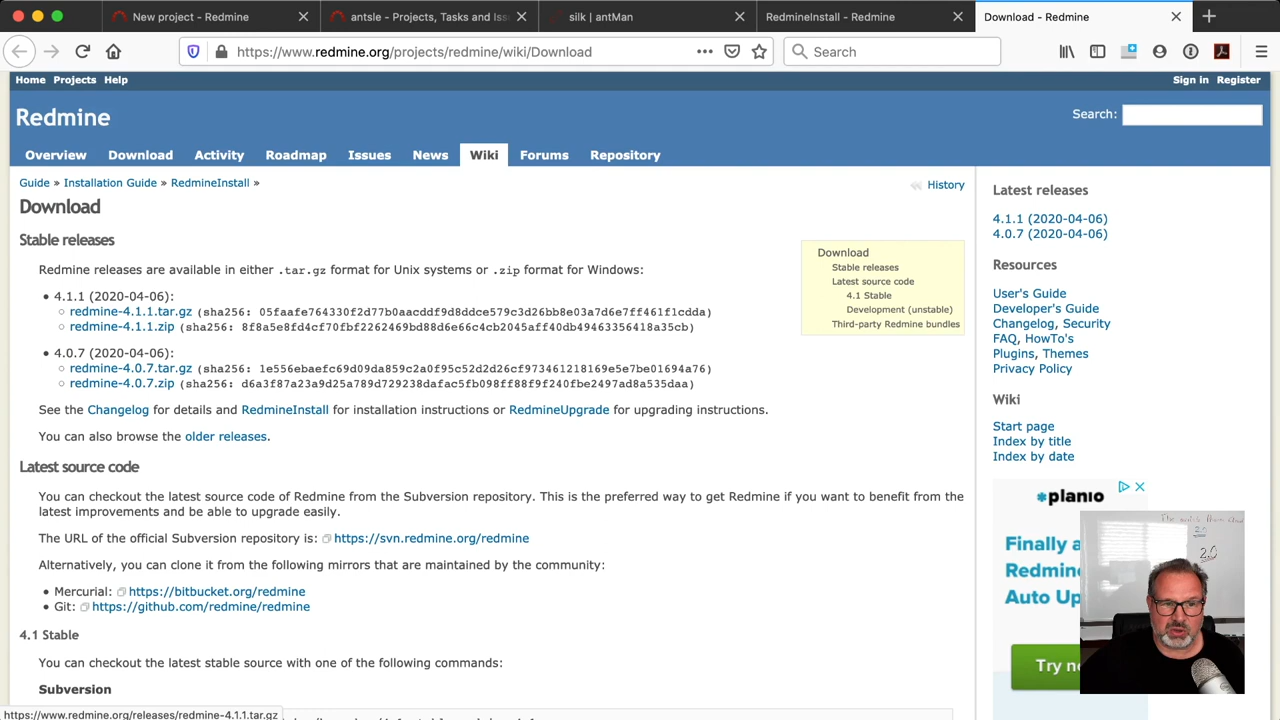 New project - Redmine
antsle - Projects, Tasks and Iss
silk | antMan
RedmineInstall - Redmine
Download - Redmine
https://www.redmine.org/projects/redmine/wiki/Download
Search
Home Projects Help
Sign in Register
Redmine
Search:
Overview Download Activity Roadmap Issues News Wiki Forums Repository
Guide » Installation Guide » RedmineInstall »
History
Download
Stable releases
Redmine releases are available in either .tar.gz format for Unix systems or .zip format for Windows:
• 4.1.1 (2020-04-06):
redmine-4.1.1.tar.gz (sha256: 05faafe764330f2d77b0aacddf9d8ddce579c3d26bb8e03a7d6e7ff461f1cdda)
redmine-4.1.1.zip (sha256: 8f8a5e8fd4cf70fbf2262469bd88d6e66c4cb2045aff40db49463356418a35cb)
• 4.0.7 (2020-04-06):
redmine-4.0.7.tar.gz (sha256: 1e556ebaefc69d09da859c2a0f95c52d2d26cf973461218169e5e7be01694a76)
redmine-4.0.7.zip (sha256: d6a3f87a23a9d25a789d729238dafac5fb098ff88f9f240fbe2497ad8a535daa)
See the Changelog for details and RedmineInstall for installation instructions or RedmineUpgrade for upgrading instructions.
You can also browse the older releases.
Latest source code
You can checkout the latest source code of Redmine from the Subversion repository. This is the preferred way to get Redmine if you want to benefit from the
latest improvements and be able to upgrade easily.
The URL of the official Subversion repository is: https://svn.redmine.org/redmine
Alternatively, you can clone it from the following mirrors that are maintained by the community:
• Mercurial: https://bitbucket.org/redmine
• Git: https://github.com/redmine/redmine
4.1 Stable
You can checkout the latest stable source with one of the following commands:
Subversion
https://www.redmine.org/releases/redmine-4.1.1.tar.gz
Download
Stable releases
Latest source code
4.1 Stable
Development (unstable)
Third-party Redmine bundles
Latest releases
4.1.1 (2020-04-06)
4.0.7 (2020-04-06)
Resources
User's Guide
Developer's Guide
Changelog, Security
FAQ, HowTo's
Plugins, Themes
Privacy Policy
Wiki
Start page
Index by title
Index by date
planio
Finally a
Redmine
Auto Up
Try
2.0